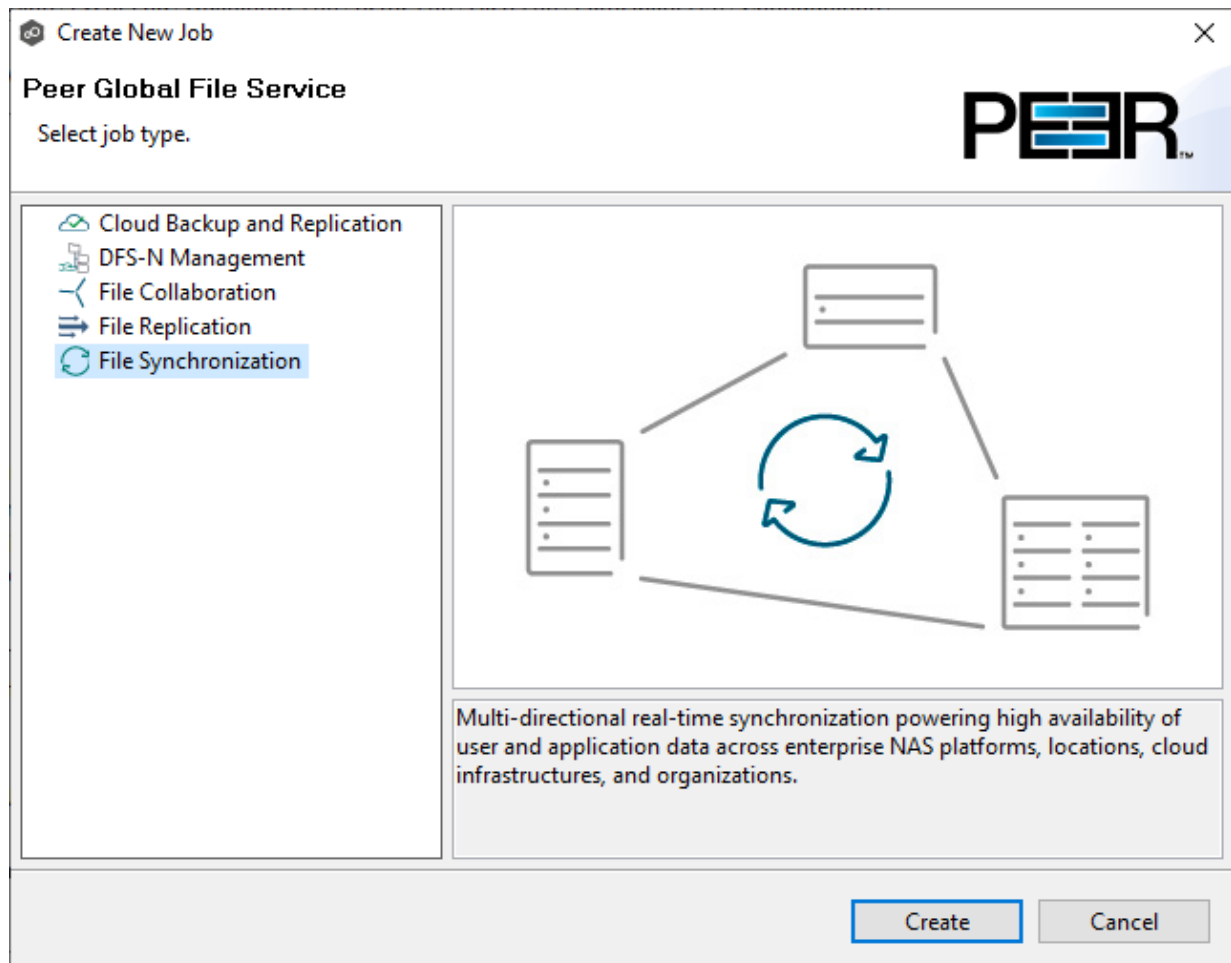 Create New Job
Peer Global File Service
Select job type.
PEER™
Cloud Backup and Replication
DFS-N Management
File Collaboration
File Replication
File Synchronization
Multi-directional real-time synchronization powering high availability of
user and application data across enterprise NAS platforms, locations, cloud
infrastructures, and organizations.
Create
Cancel